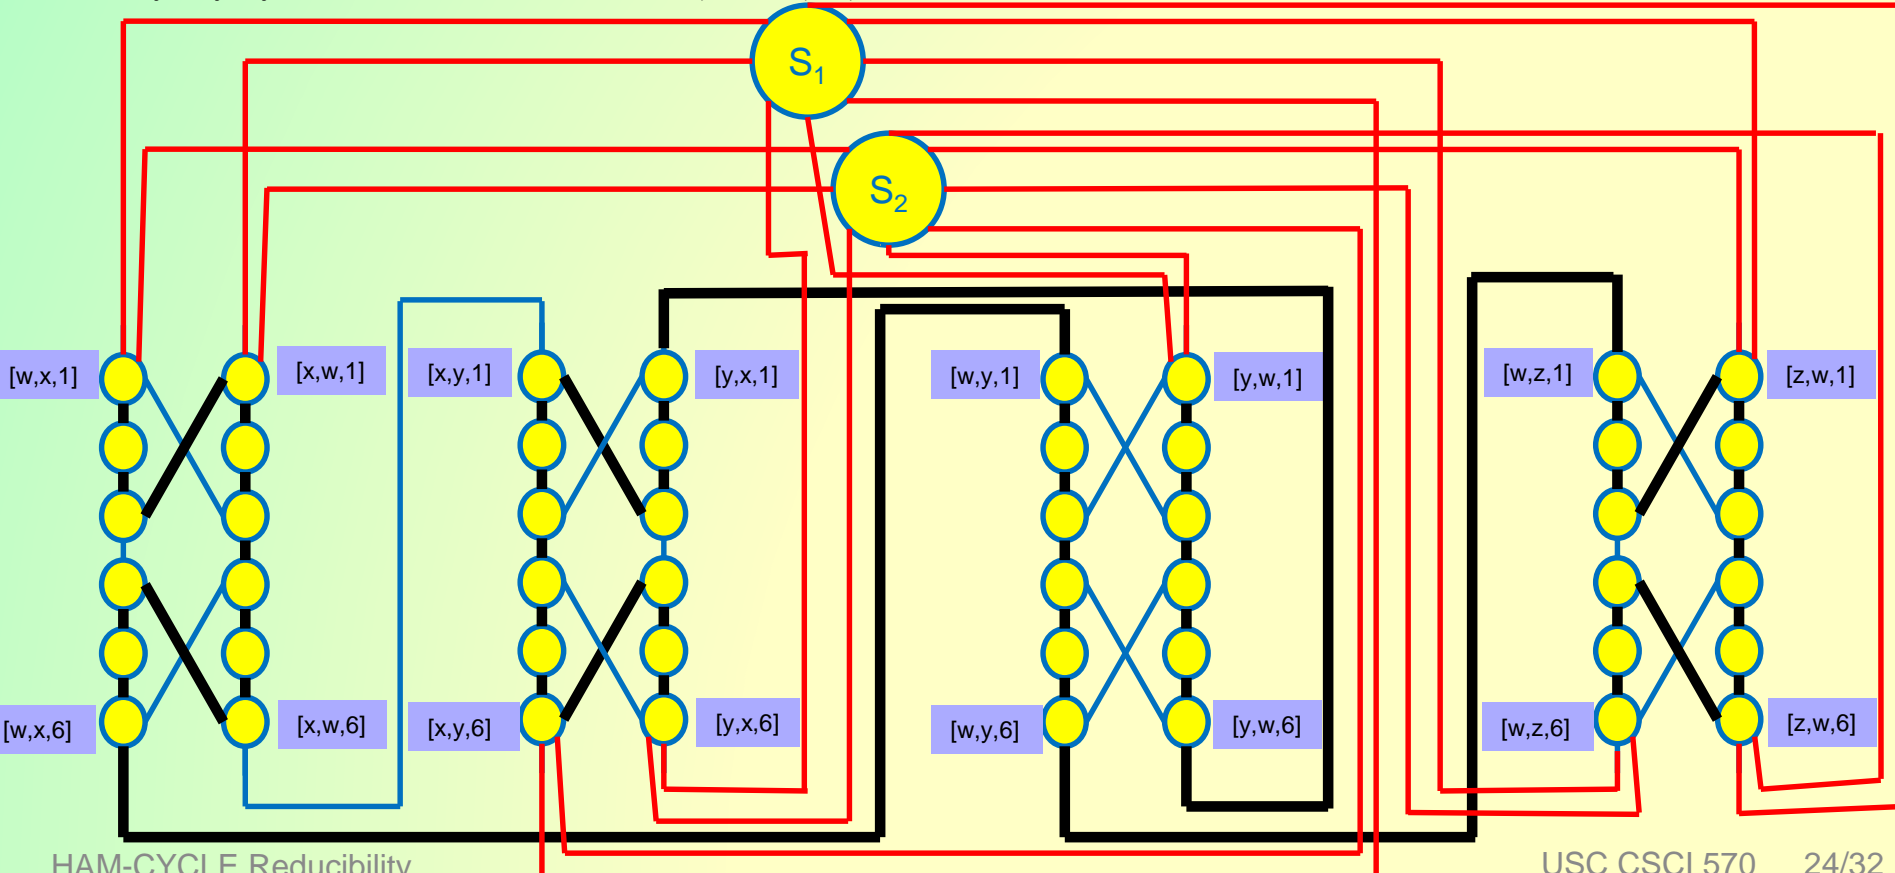 S1
S2
[w,x,1]
[x,w,1]
[x,y,1]
[y,x,1]
[w,y,1]
[y,w,1]
[w,z,1]
[z,w,1]
[w,x,6]
[x,w,6]
[x,y,6]
[y,x,6]
[w,y,6]
[y,w,6]
[w,z,6]
[z,w,6]
HAM-CYCLE Reducibility
USC CSCI 570 24/32